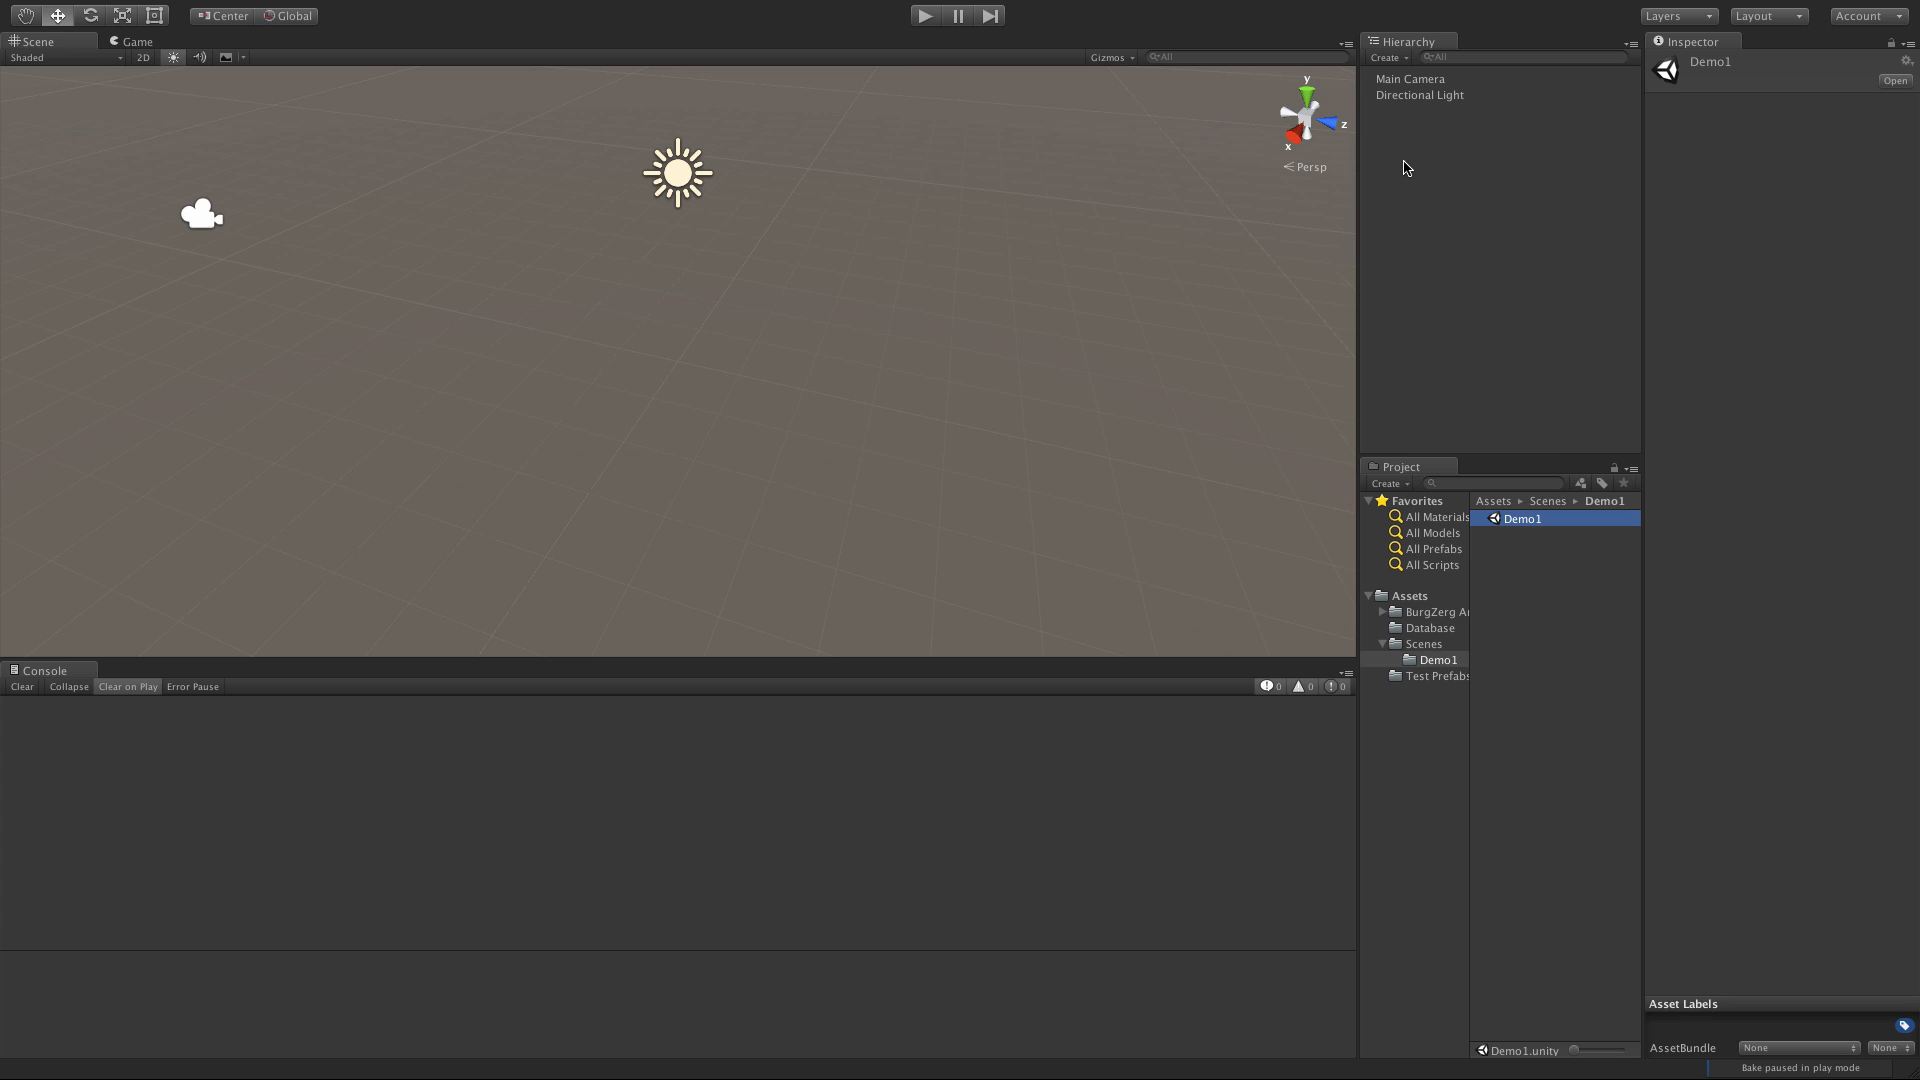 Center Global
Layers Layout Account
Scene Game
Shaded 2D Gizmos All
y
z
x
Persp
Hierarchy
Create All
Main Camera
Directional Light
Inspector
Demo1
Open
Project
Create
Favorites
All Materials
All Models
All Prefabs
All Scripts
Assets
BurgZerg Ar
Database
Scenes
Demo1
Test Prefabs
Assets Scenes Demo1
Demo1
Demo1.unity
Console
Clear Collapse Clear on Play Error Pause 0 0 0
Asset Labels
AssetBundle None None
Bake paused in play mode